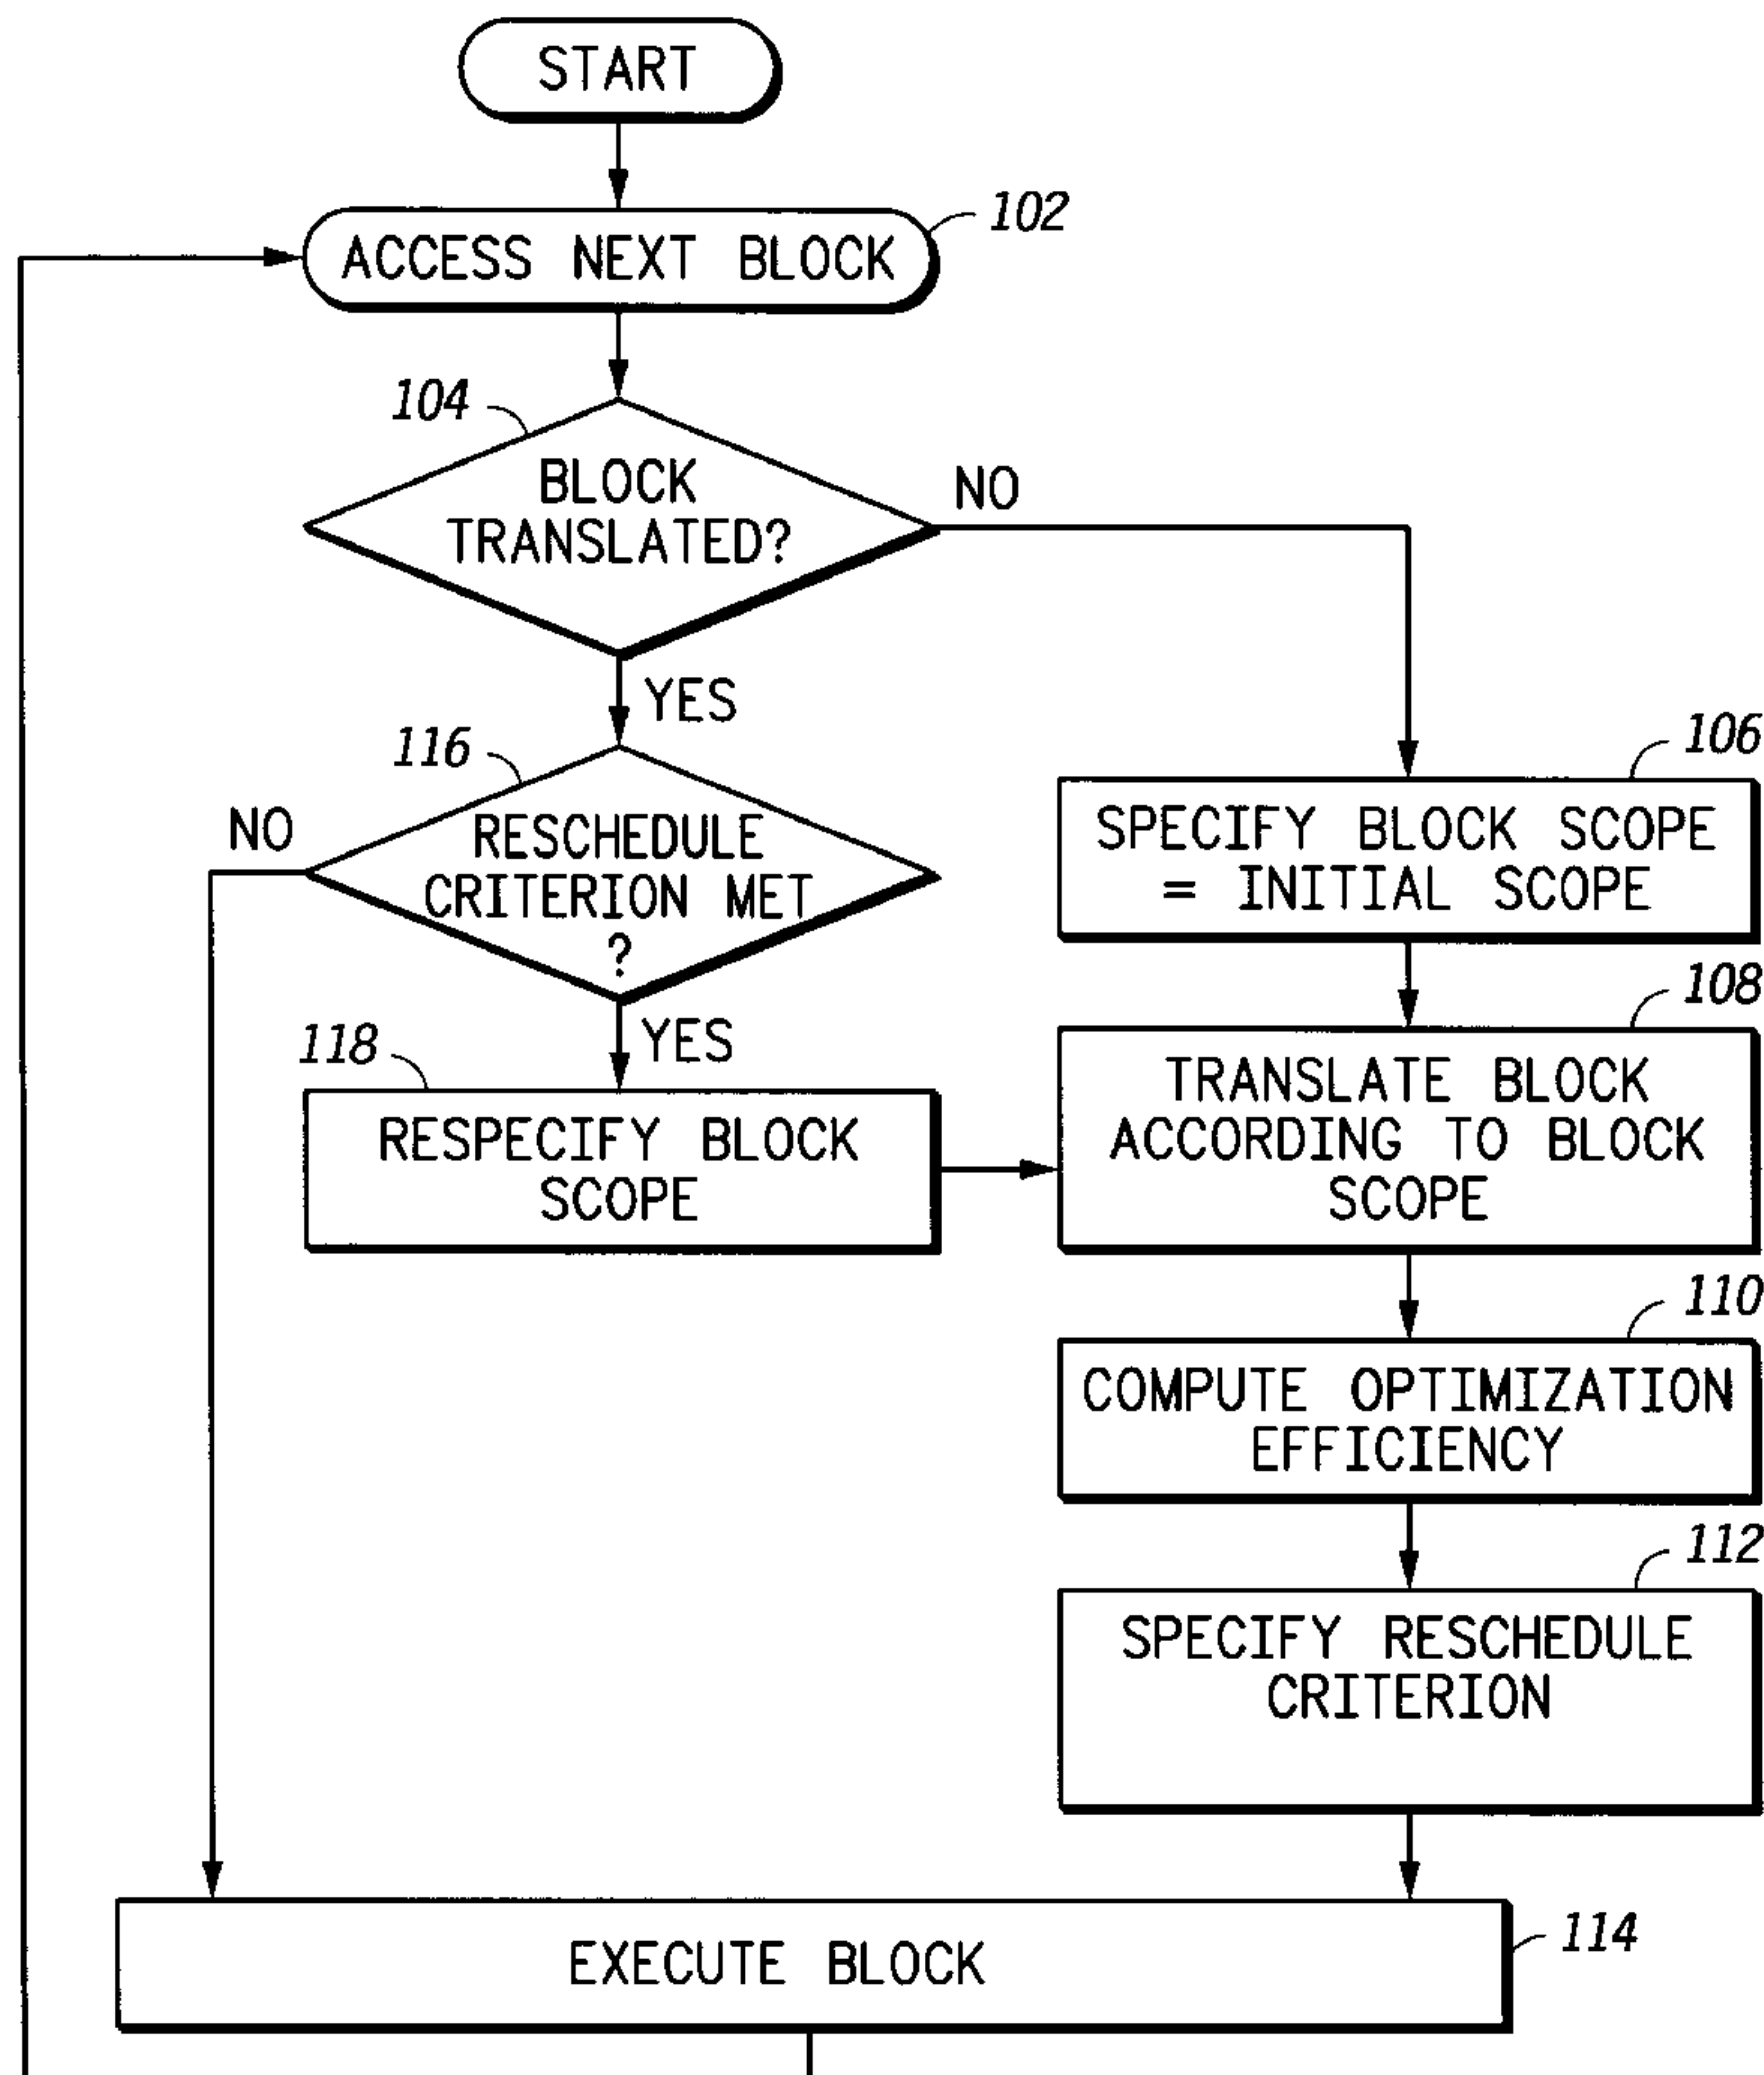 START
102
ACCESS NEXT BLOCK
104
BLOCK
TRANSLATED?
NO
YES
116
RESCHEDULE
CRITERION MET
?
NO
YES
106
SPECIFY BLOCK SCOPE
= INITIAL SCOPE
118
RESPECIFY BLOCK
SCOPE
108
TRANSLATE BLOCK
ACCORDING TO BLOCK
SCOPE
110
COMPUTE OPTIMIZATION
EFFICIENCY
112
SPECIFY RESCHEDULE
CRITERION
EXECUTE BLOCK
114